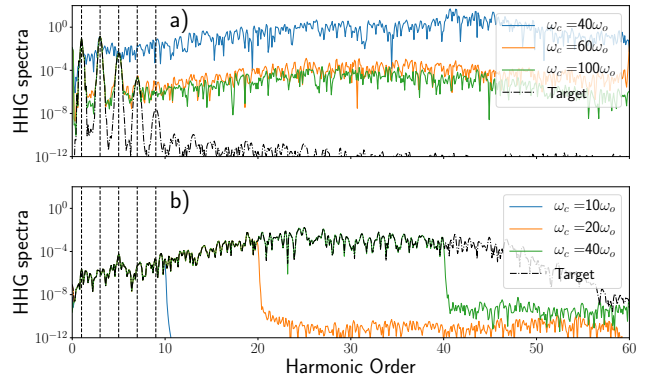 a)
HHG spectra
10^0
10^-4
10^-8
10^-12
ω_c =40ω_o
ω_c =60ω_o
ω_c =100ω_o
Target
b)
HHG spectra
10^0
10^-4
10^-8
10^-12
ω_c =10ω_o
ω_c =20ω_o
ω_c =40ω_o
Target
0 10 20 30 40 50 60
Harmonic Order